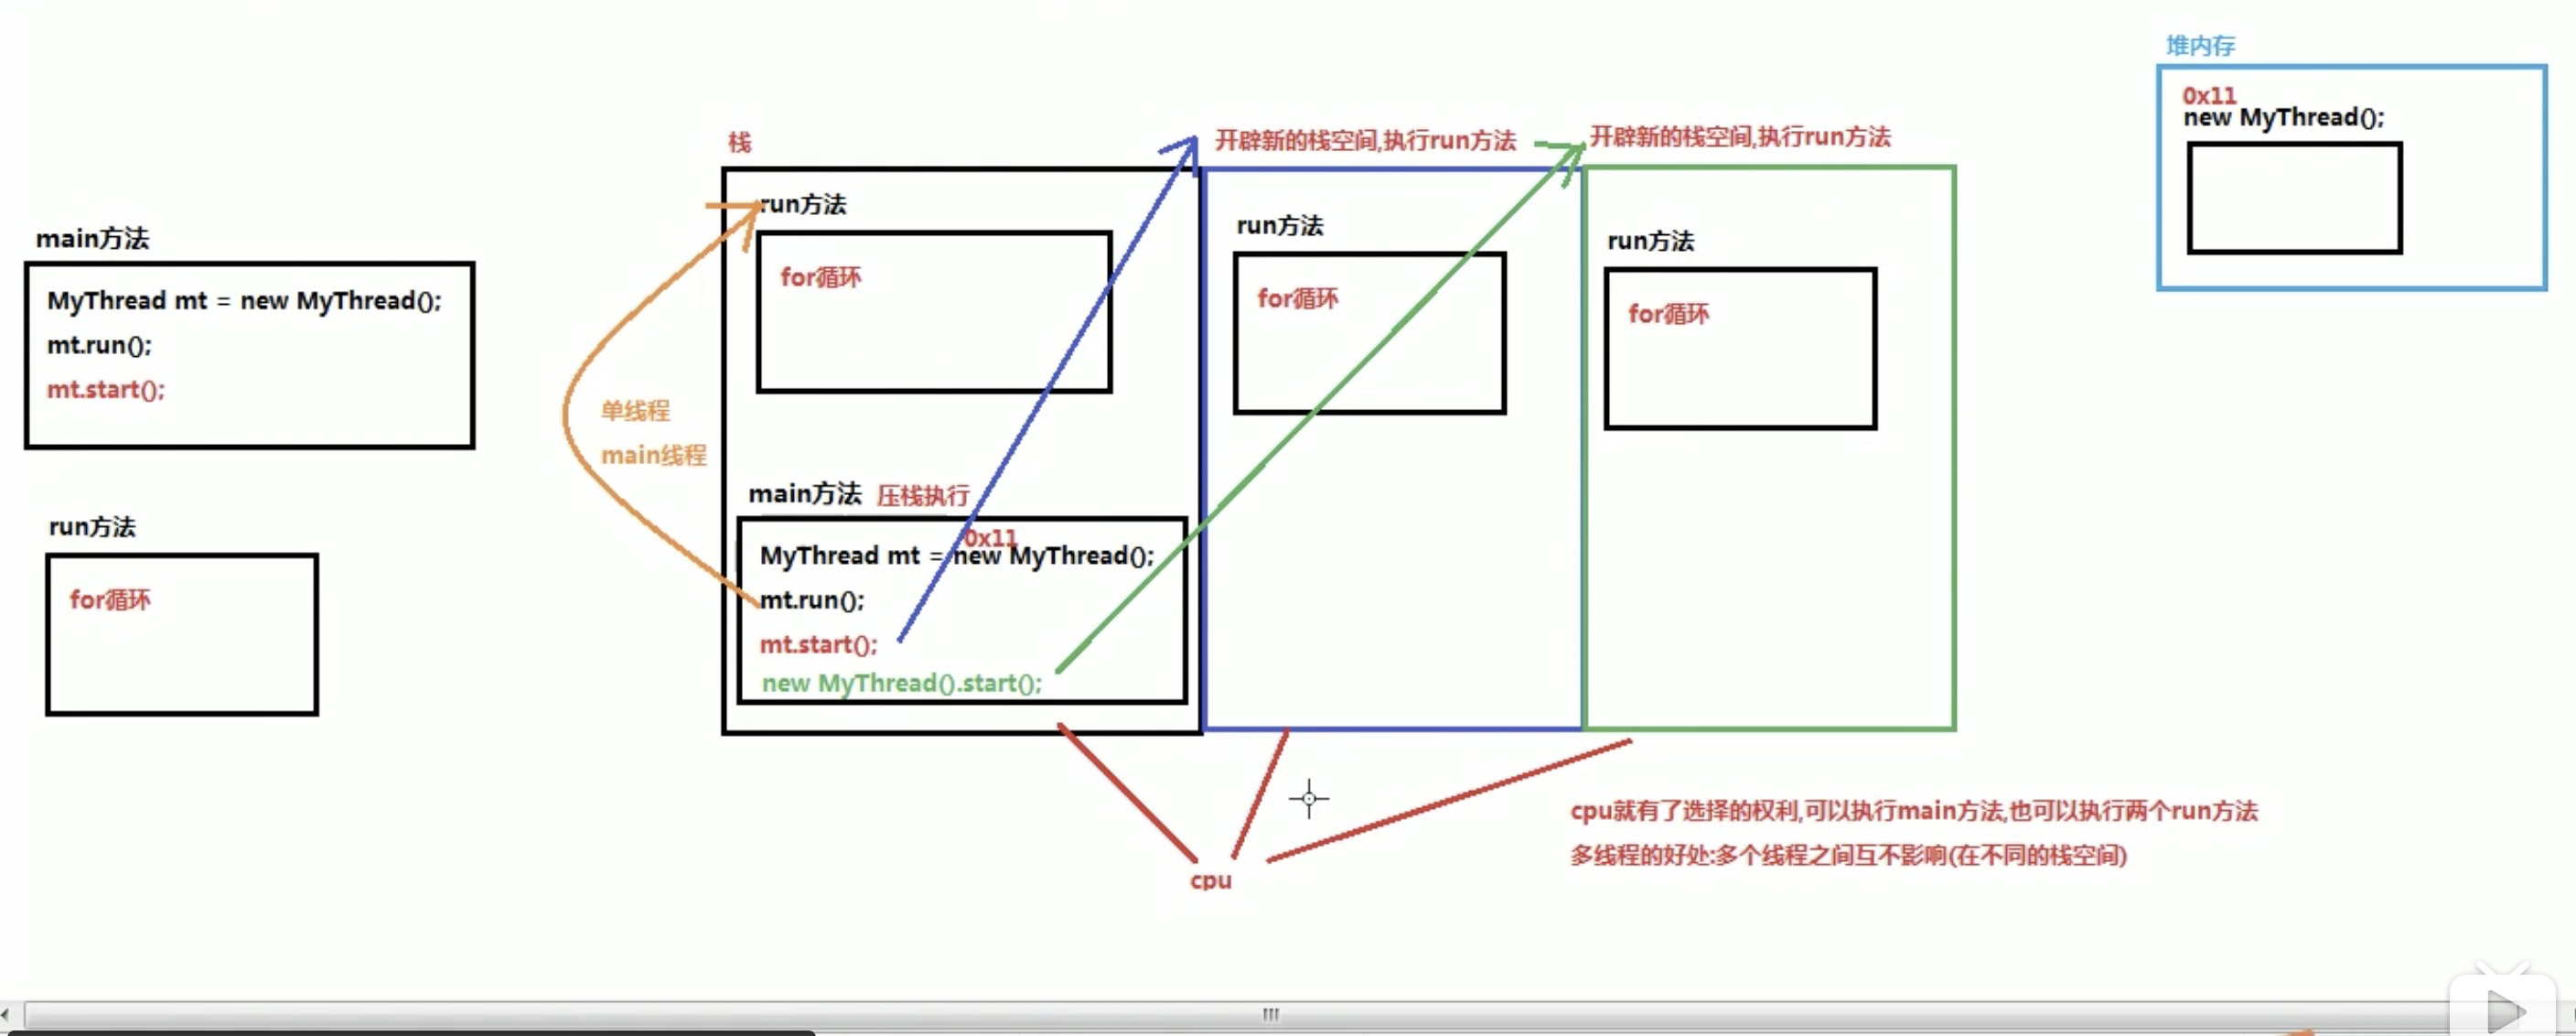 堆内存
0x11
new MyThread();
栈
开辟新的栈空间,执行run方法
开辟新的栈空间,执行run方法
main方法
MyThread mt = new MyThread();
mt.run();
mt.start();
run方法
for循环
单线程
main线程
run方法
for循环
main方法 压栈执行
0x11
MyThread mt = new MyThread();
mt.run();
mt.start();
new MyThread().start();
run方法
for循环
run方法
for循环
cpu
cpu就有了选择的权利,可以执行main方法,也可以执行两个run方法
多线程的好处:多个线程之间互不影响(在不同的栈空间)